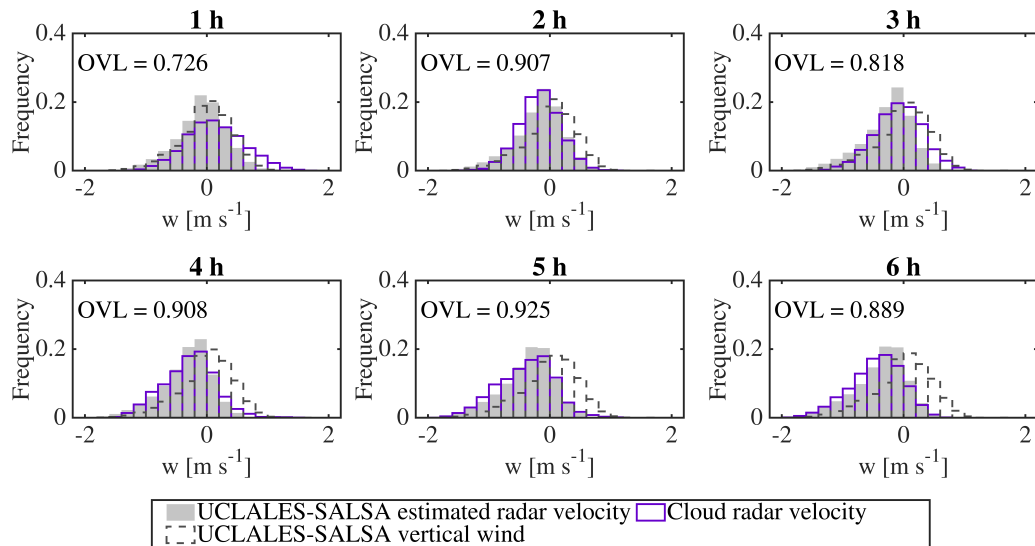 1 h
2 h
3 h
OVL = 0.726
OVL = 0.907
OVL = 0.818
Frequency
Frequency
Frequency
0.4
0.2
0
0.4
0.2
0
0.4
0.2
0
-2 0 2
-2 0 2
-2 0 2
w [m s-1]
w [m s-1]
w [m s-1]
4 h
5 h
6 h
OVL = 0.908
OVL = 0.925
OVL = 0.889
Frequency
Frequency
Frequency
0.4
0.2
0
0.4
0.2
0
0.4
0.2
0
-2 0 2
-2 0 2
-2 0 2
w [m s-1]
w [m s-1]
w [m s-1]
UCLALES-SALSA estimated radar velocity Cloud radar velocity
UCLALES-SALSA vertical wind